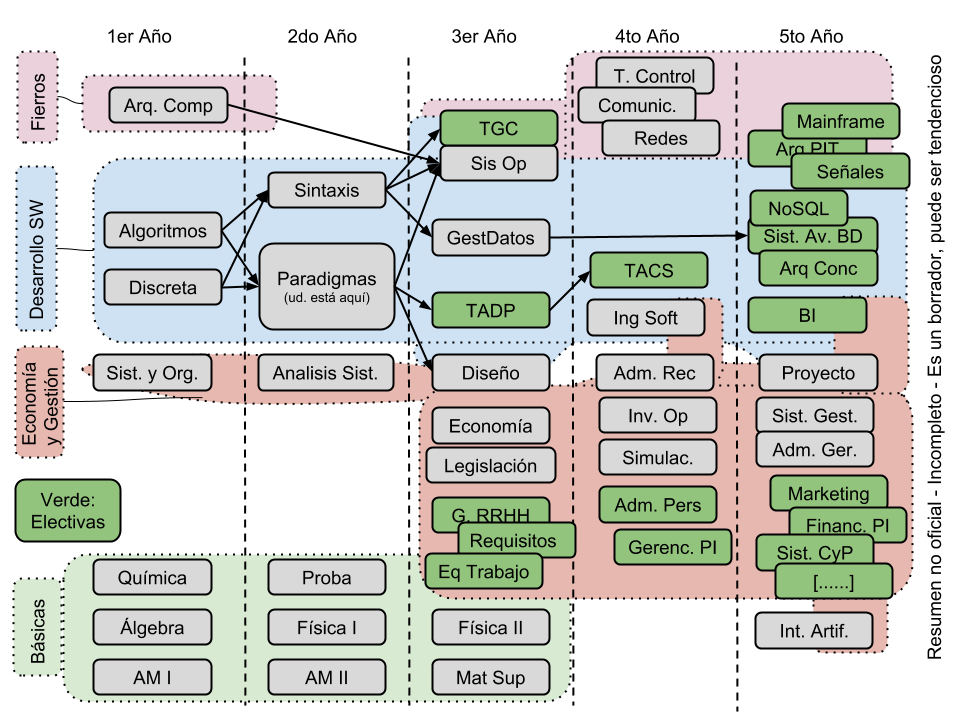 1er Año
2do Año
3er Año
4to Año
5to Año
Fierros
Arq. Comp
TGC
Sis Op
T. Control
Comunic.
Redes
Mainframe
Arq PIT
Señales
Desarrollo SW
Algoritmos
Discreta
Sintaxis
Paradigmas
(ud. está aquí)
GestDatos
TADP
TACS
Ing Soft
NoSQL
Sist. Av. BD
Arq Conc
BI
Economía
y Gestión
Sist. y Org.
Analisis Sist.
Diseño
Adm. Rec
Proyecto
Economía
Legislación
G. RRHH
Requisitos
Eq Trabajo
Inv. Op
Simulac.
Adm. Pers
Gerenc. PI
Sist. Gest.
Adm. Ger.
Marketing
Financ. PI
Sist. CyP
[......]
Int. Artif.
Verde:
Electivas
Básicas
Química
Proba
Álgebra
Física I
Física II
AM I
AM II
Mat Sup
Resumen no oficial - Incompleto - Es un borrador, puede ser tendencioso